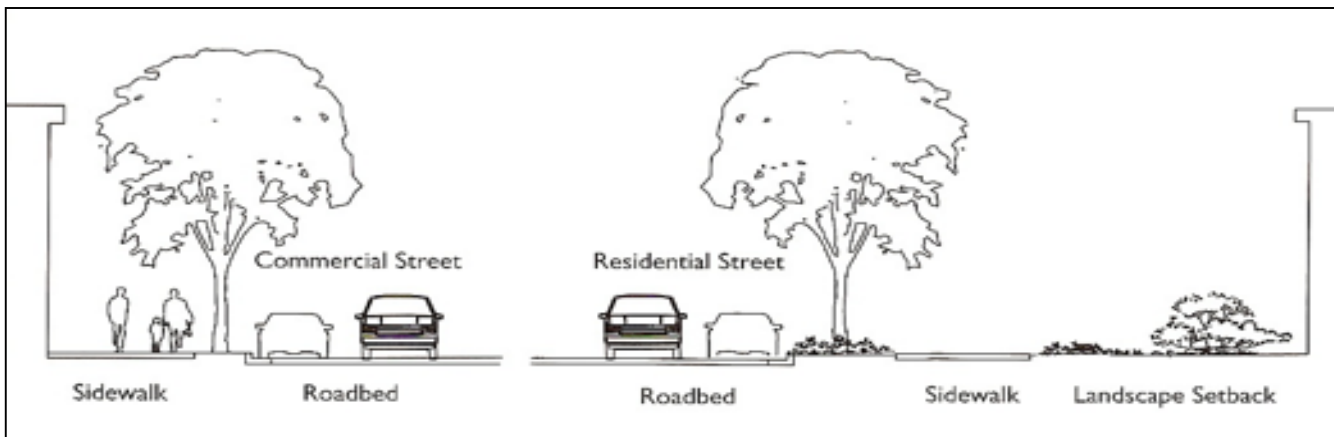 Commercial Street
Residential Street
Sidewalk
Roadbed
Roadbed
Sidewalk
Landscape Setback